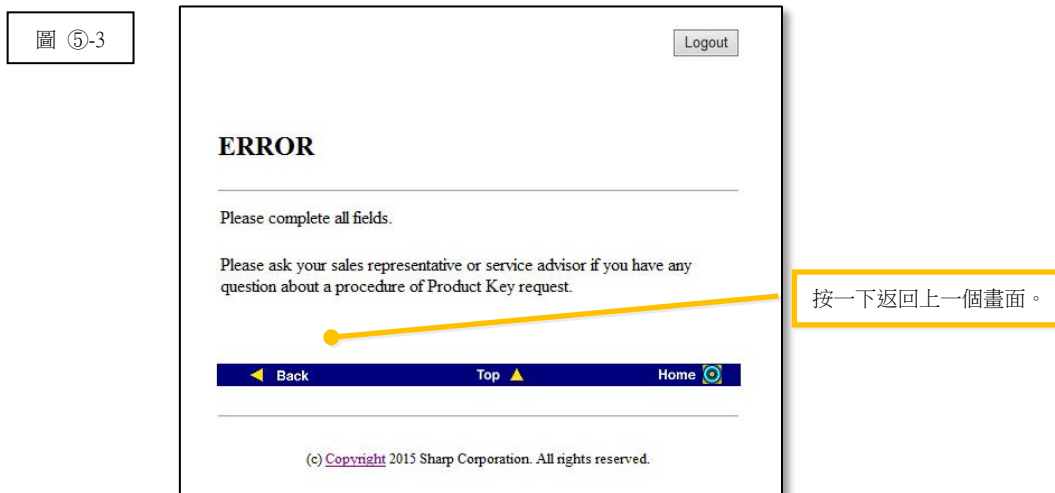 圖 ⑤-3
Logout
ERROR
Please complete all fields.
Please ask your sales representative or service advisor if you have any
question about a procedure of Product Key request.
按一下返回上一個畫面。
Back Top Home
(c) Copyright 2015 Sharp Corporation. All rights reserved.